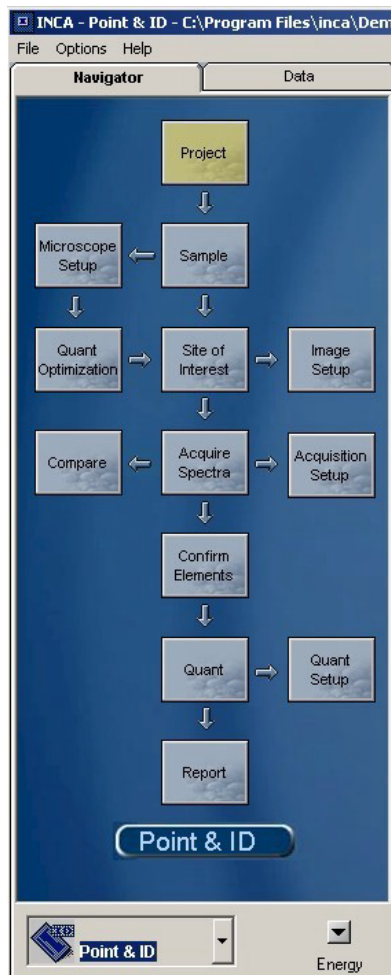 INCA - Point & ID - C:\Program Files\inca\Dem
File Options Help
Navigator Data
Project
Microscope
Setup
Sample
Quant
Optimization
Site of
Interest
Image
Setup
Compare
Acquire
Spectra
Acquisition
Setup
Confirm
Elements
Quant
Quant
Setup
Report
Point & ID
Point & ID
Energy